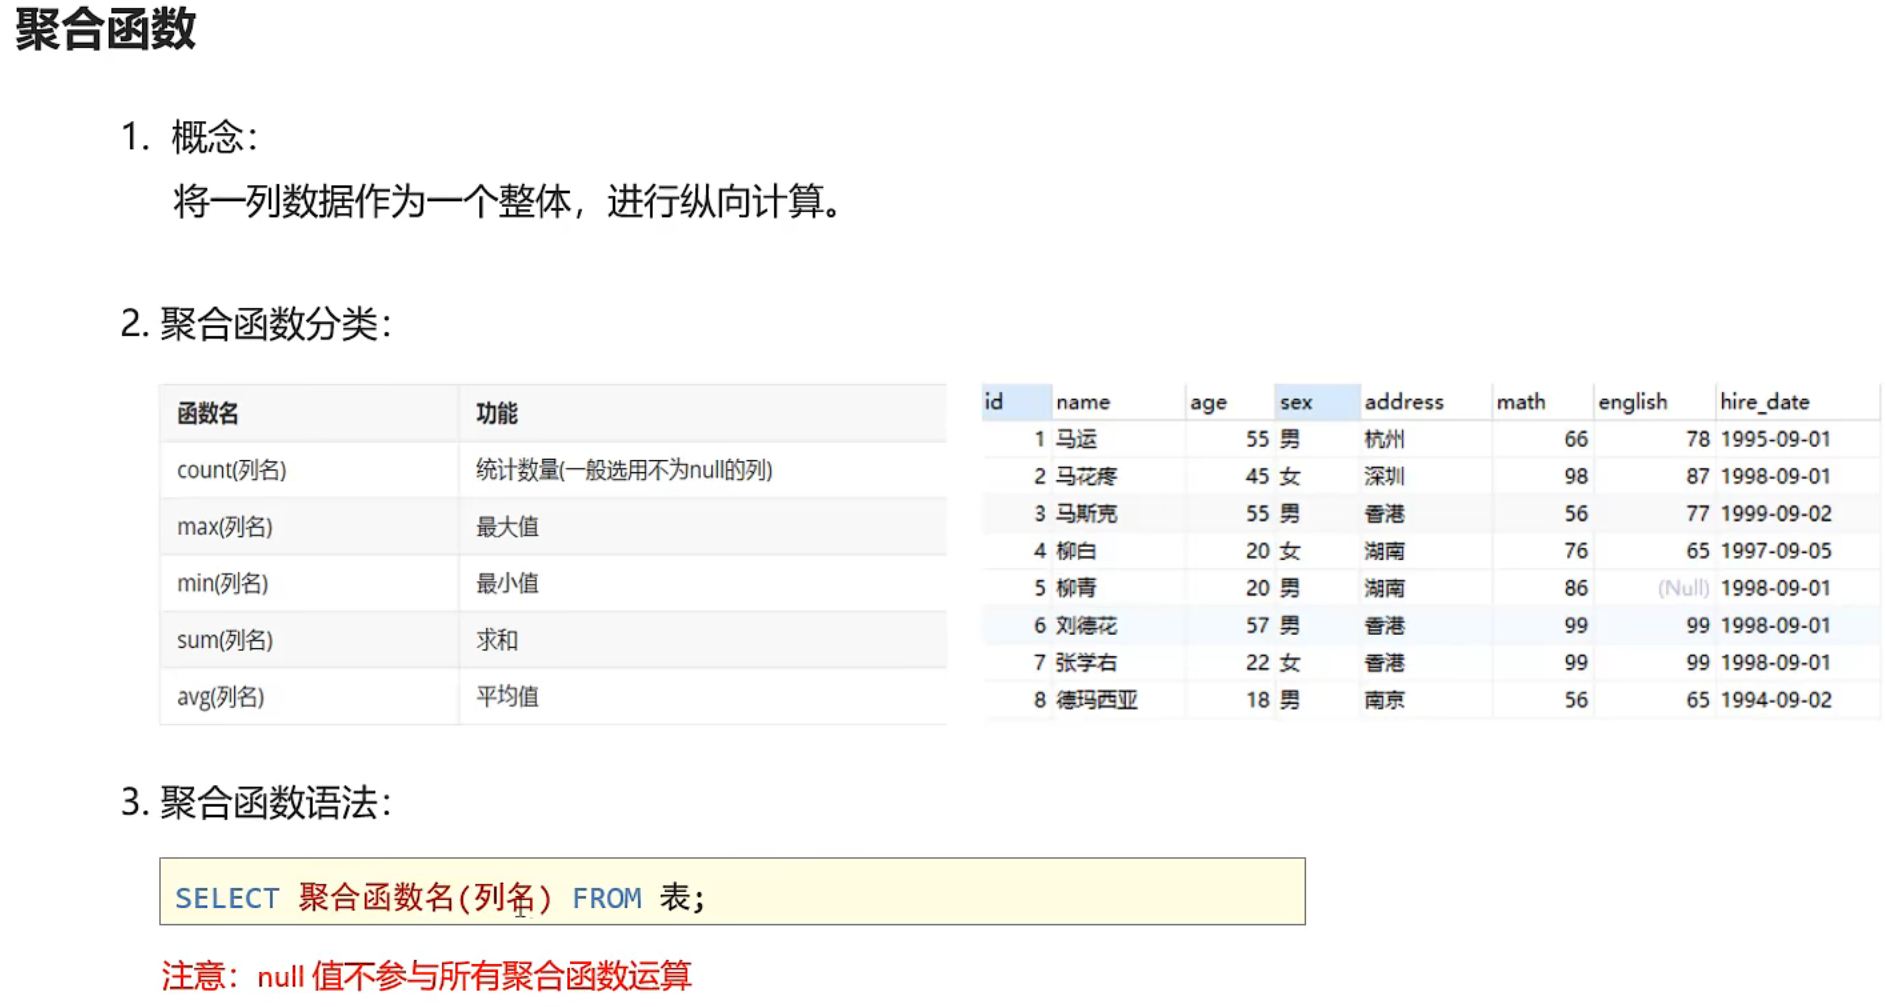 聚合函数
1. 概念：
将一列数据作为一个整体，进行纵向计算。
2. 聚合函数分类：
函数名 功能
count(列名) 统计数量(一般选用不为null的列)
max(列名) 最大值
min(列名) 最小值
sum(列名) 求和
avg(列名) 平均值
id name age sex address math english hire_date
1 马运 55 男 杭州 66 78 1995-09-01
2 马花疼 45 女 深圳 98 87 1998-09-01
3 马斯克 55 男 香港 56 77 1999-09-02
4 柳白 20 女 湖南 76 65 1997-09-05
5 柳青 20 男 湖南 86 (Null) 1998-09-01
6 刘德花 57 男 香港 99 99 1998-09-01
7 张学右 22 女 香港 99 99 1998-09-01
8 德玛西亚 18 男 南京 56 65 1994-09-02
3. 聚合函数语法：
SELECT 聚合函数名(列名) FROM 表;
注意：null 值不参与所有聚合函数运算